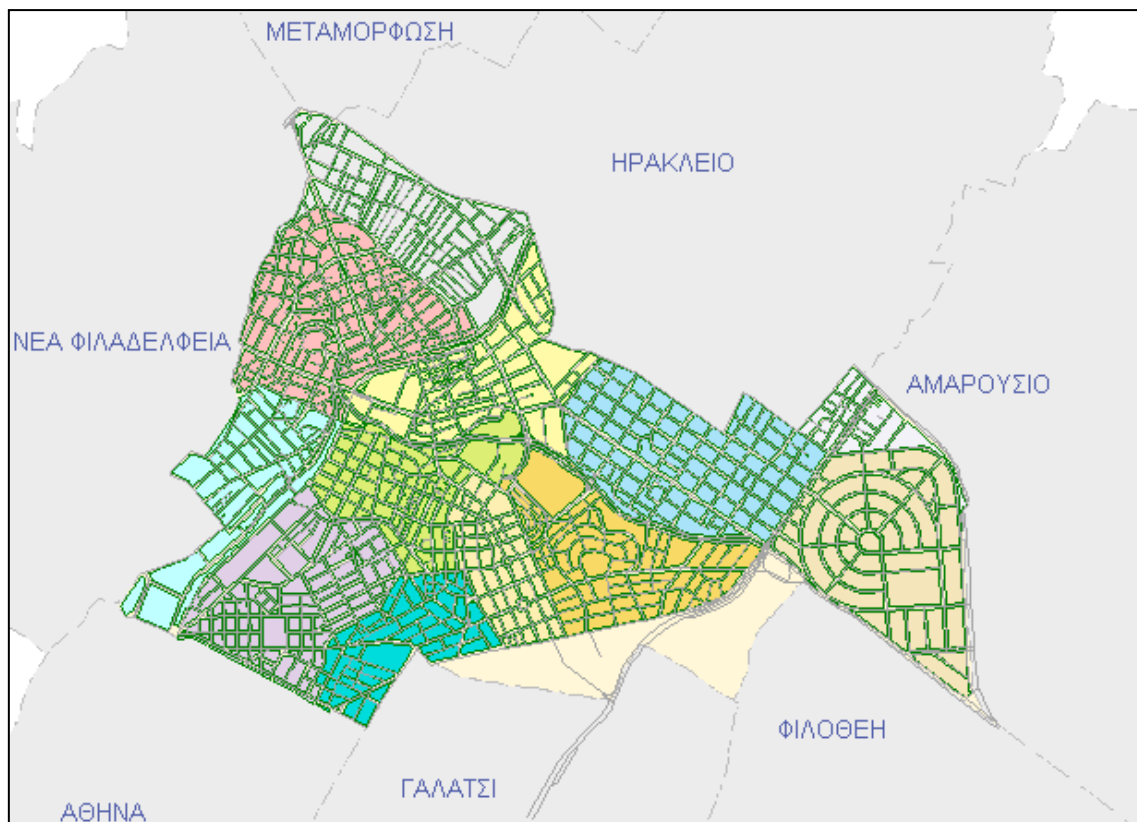 ΜΕΤΑΜΟΡΦΩΣΗ
ΗΡΑΚΛΕΙΟ
ΝΕΑ ΦΙΛΑΔΕΛΦΕΙΑ
ΑΜΑΡΟΥΣΙΟ
ΦΙΛΟΘΕΗ
ΓΑΛΑΤΣΙ
ΑΘΗΝΑ